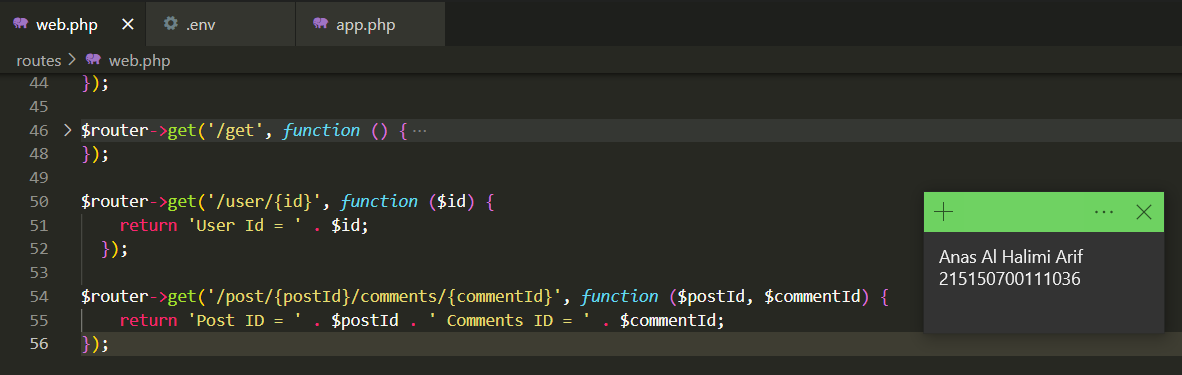 web.php
.env
app.php
routes > web.php
44 });
45
46 > $router->get('/get', function () { ···
48 });
49
50 $router->get('/user/{id}', function ($id) {
51     return 'User Id = ' . $id;
52   });
53
54 $router->get('/post/{postId}/comments/{commentId}', function ($postId, $commentId) {
55     return 'Post ID = ' . $postId . ' Comments ID = ' . $commentId;
56 });
Anas Al Halimi Arif
215150700111036